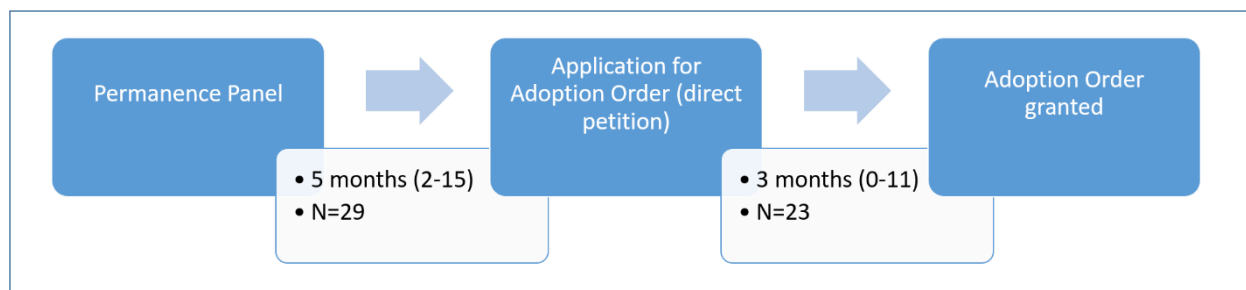 Permanence Panel
Application for
Adoption Order (direct
petition)
Adoption Order
granted
• 5 months (2-15)
• N=29
• 3 months (0-11)
• N=23